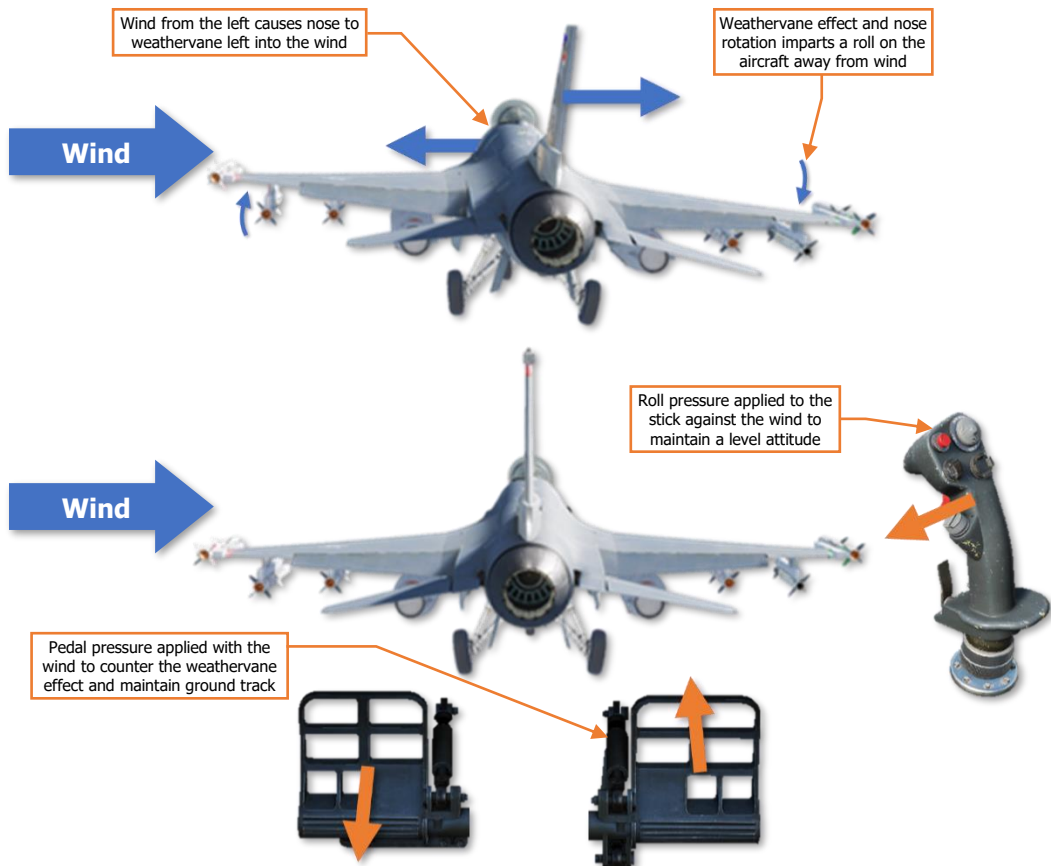 Wind from the left causes nose to
weathervane left into the wind
Weathervane effect and nose
rotation imparts a roll on the
aircraft away from wind
Wind
Roll pressure applied to the
stick against the wind to
maintain a level attitude
Wind
Pedal pressure applied with the
wind to counter the weathervane
effect and maintain ground track